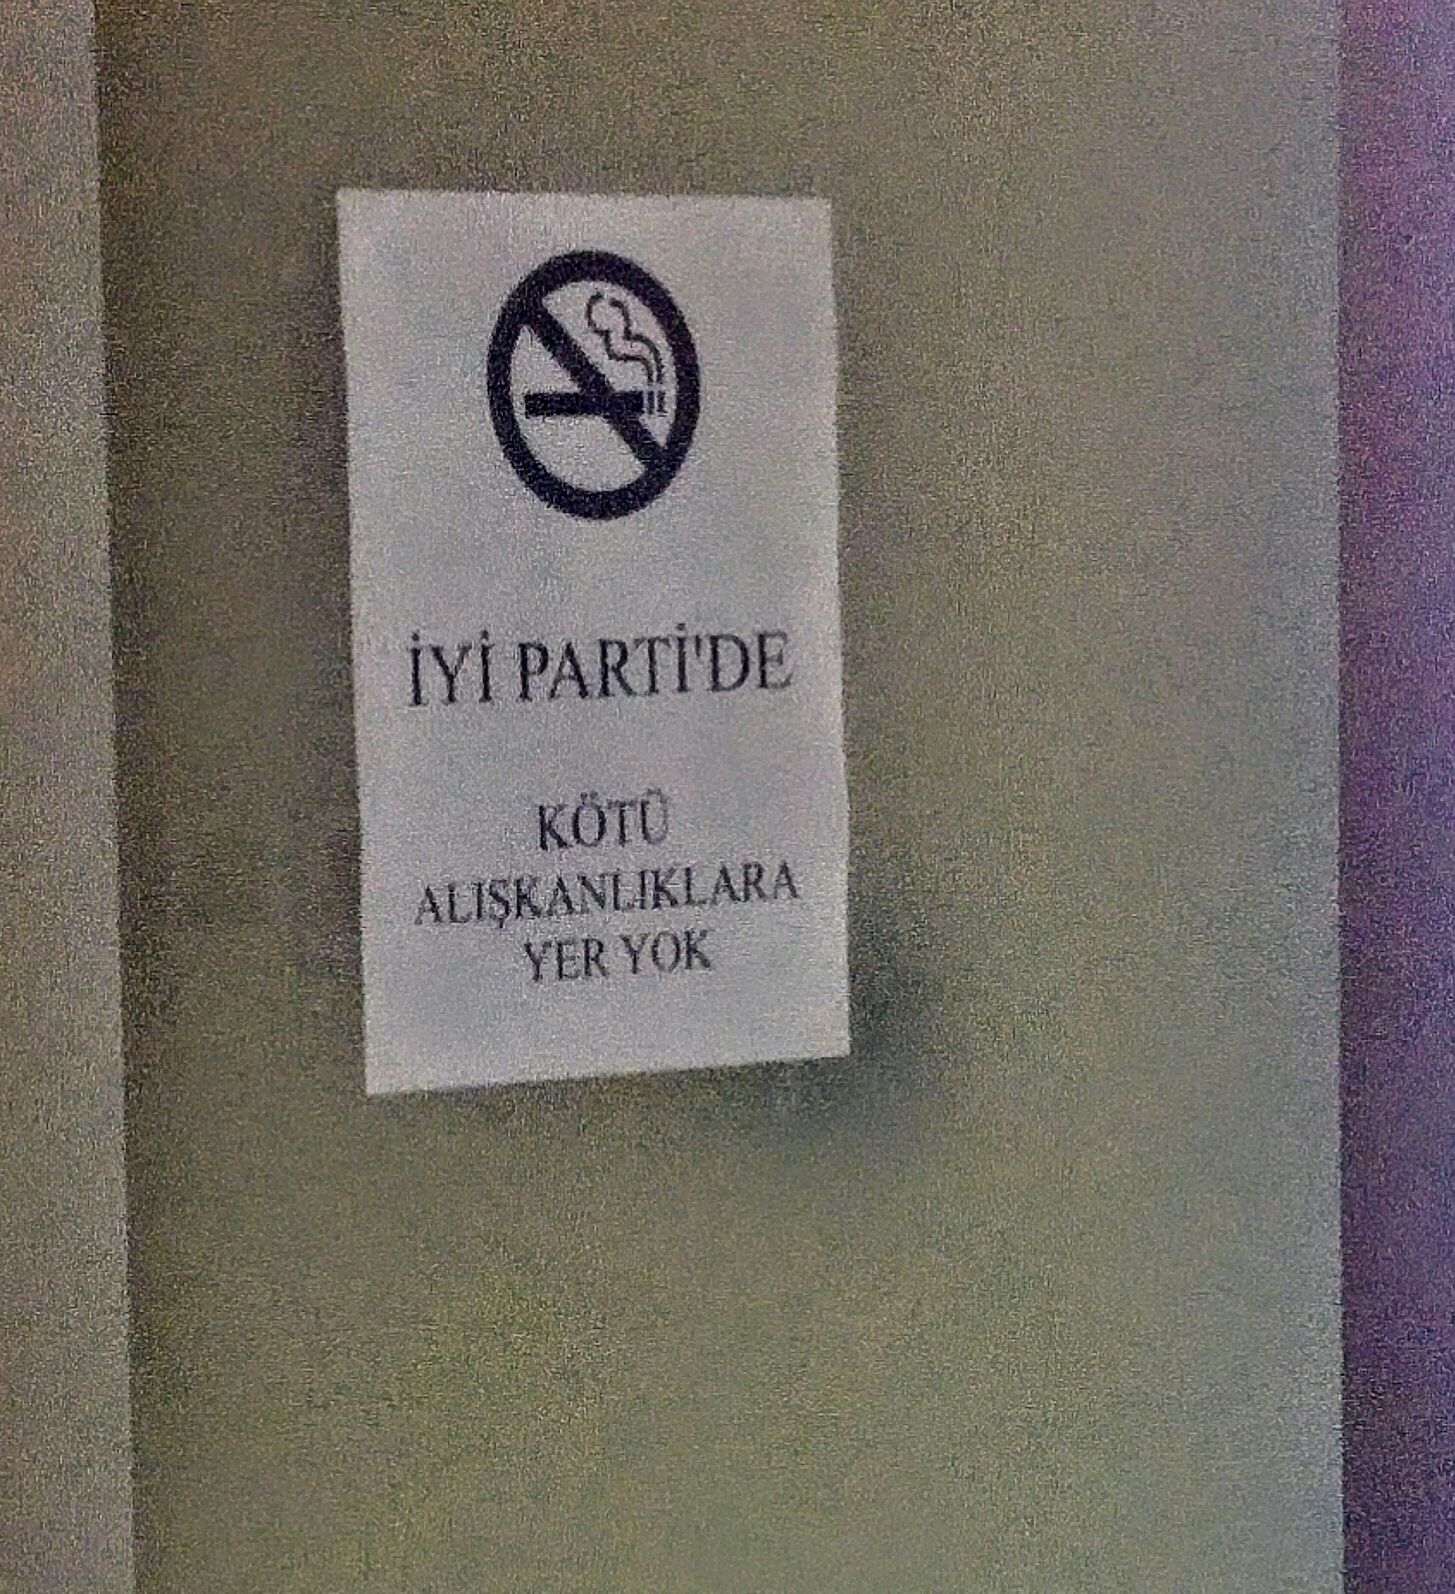 İYİ PARTİ'DE
KÖTÜ
ALIŞKANLIKLARA
YER YOK